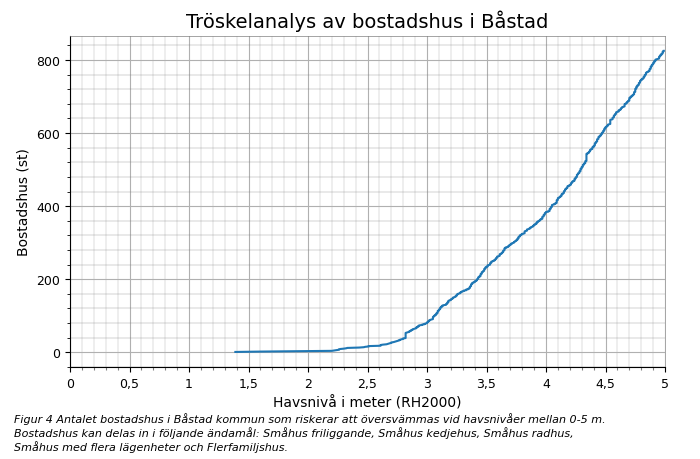 Tröskelanalys av bostadshus i Båstad
Bostadshus (st)
800
600
400
200
0
0 0,5 1 1,5 2 2,5 3 3,5 4 4,5 5
Havsnivå i meter (RH2000)
Figur 4 Antalet bostadshus i Båstad kommun som riskerar att översvämmas vid havsnivåer mellan 0-5 m.
Bostadshus kan delas in i följande ändamål: Småhus friliggande, Småhus kedjehus, Småhus radhus,
Småhus med flera lägenheter och Flerfamiljshus.